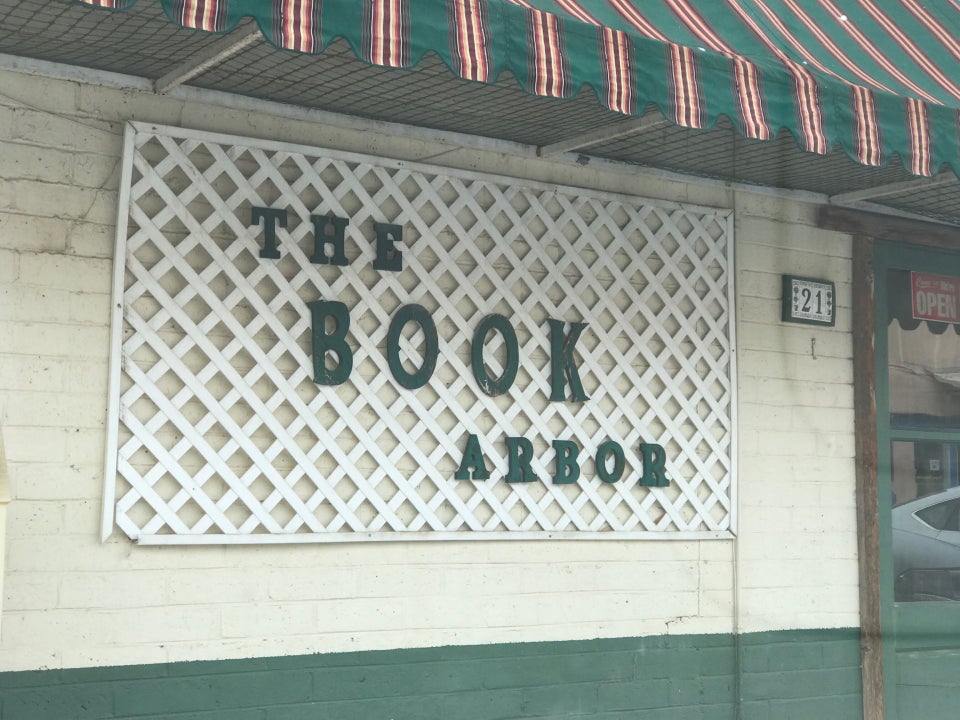 THE
BOOK
ARBOR
21
OPEN